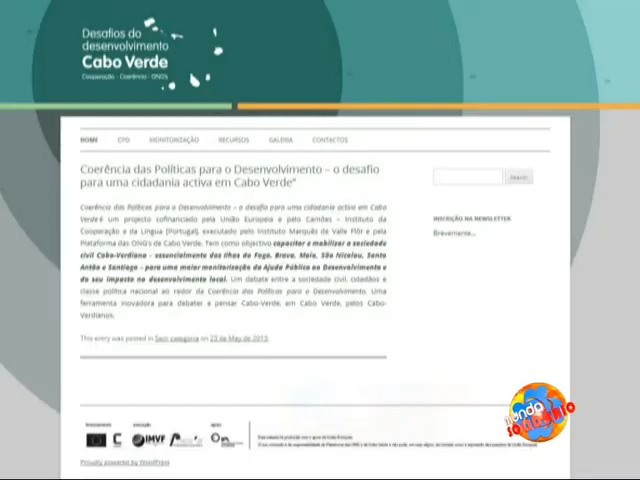 Desafios do
desenvolvimento
Cabo Verde
Cooperação · Coerência · ONG's
HOME CPD MONITORIZAÇÃO RECURSOS GALERIA CONTACTOS
Coerência das Políticas para o Desenvolvimento – o desafio
para uma cidadania activa em Cabo Verde"
Search
Coerência das Políticas para o Desenvolvimento – o desafio para uma cidadania activa em Cabo
Verde é um projecto cofinanciado pela União Europeia e pelo Camões – Instituto da
Cooperação e da Língua (Portugal), executado pelo Instituto Marquês de Valle Flôr e pela
Plataforma das ONG's de Cabo Verde. Tem como objectivo capacitar e mobilizar a sociedade
civil Cabo-Verdiana – essencialmente das Ilhas do Fogo, Brava, Maio, São Nicolau, Santo
Antão e Santiago – para uma maior monitorização da Ajuda Pública ao Desenvolvimento e
do seu impacto no desenvolvimento local. Um debate entre a sociedade civil, cidadãos e
classe política nacional ao redor da Coerência das Políticas para o Desenvolvimento. Uma
ferramenta inovadora para debater e pensar Cabo-Verde, em Cabo Verde, pelos Cabo-
Verdianos.
INSCRIÇÃO NA NEWSLETTER
Brevemente...
This entry was posted in Sem categoria on 23 de May de 2013.
IMVF
Proudly powered by WordPress